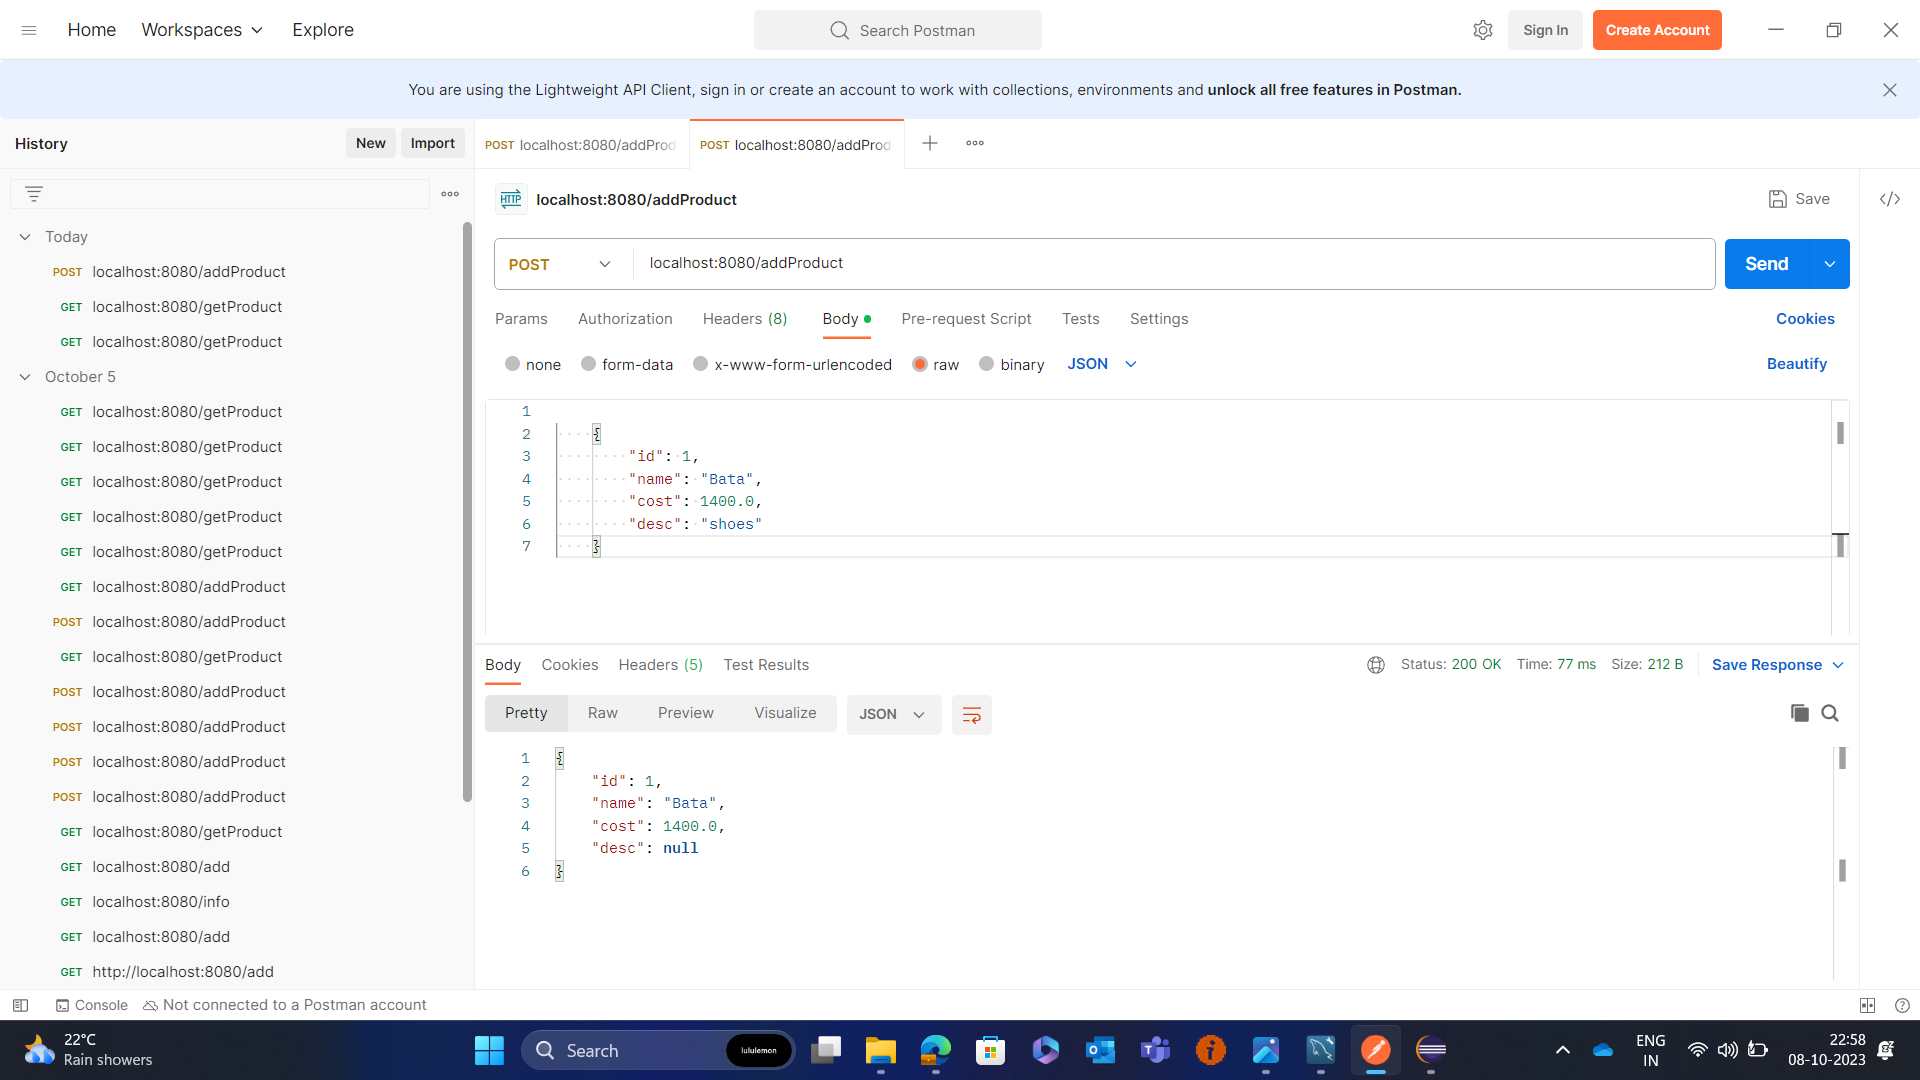 Home
Workspaces
Explore
Search Postman
Sign In
Create Account
You are using the Lightweight API Client, sign in or create an account to work with collections, environments and unlock all free features in Postman.
History
New
Import
Today
POST localhost:8080/addProduct
GET localhost:8080/getProduct
GET localhost:8080/getProduct
October 5
GET localhost:8080/getProduct
GET localhost:8080/getProduct
GET localhost:8080/getProduct
GET localhost:8080/getProduct
GET localhost:8080/getProduct
GET localhost:8080/addProduct
POST localhost:8080/addProduct
GET localhost:8080/getProduct
POST localhost:8080/addProduct
POST localhost:8080/addProduct
POST localhost:8080/addProduct
POST localhost:8080/addProduct
GET localhost:8080/getProduct
GET localhost:8080/add
GET localhost:8080/info
GET localhost:8080/add
GET http://localhost:8080/add
POST localhost:8080/addProd
POST localhost:8080/addProd
HTTP localhost:8080/addProduct
Save
POST
localhost:8080/addProduct
Send
Params
Authorization
Headers (8)
Body
Pre-request Script
Tests
Settings
Cookies
none
form-data
x-www-form-urlencoded
raw
binary
JSON
Beautify
1
2 {
3 "id": 1,
4 "name": "Bata",
5 "cost": 1400.0,
6 "desc": "shoes"
7 }
Body
Cookies
Headers (5)
Test Results
Status: 200 OK
Time: 77 ms
Size: 212 B
Save Response
Pretty
Raw
Preview
Visualize
JSON
1 {
2 "id": 1,
3 "name": "Bata",
4 "cost": 1400.0,
5 "desc": null
6 }
Console
Not connected to a Postman account
22°C
Rain showers
Search
lululemon
ENG
IN
22:58
08-10-2023